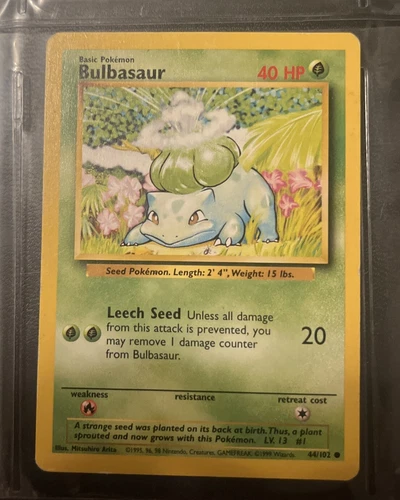 Basic Pokémon
Bulbasaur 40 HP
Seed Pokémon. Length: 2' 4", Weight: 15 lbs.
Leech Seed Unless all damage
from this attack is prevented, you
may remove 1 damage counter
from Bulbasaur.
20
weakness resistance retreat cost
A strange seed was planted on its back at birth. Thus, a plant
sprouted and now grows with this Pokémon. LV. 13 #1
Illus. Mitsuhiro Arita ©1995, 96, 98 Nintendo, Creatures, GAMEFREAK. ©1999 Wizards. 44/102